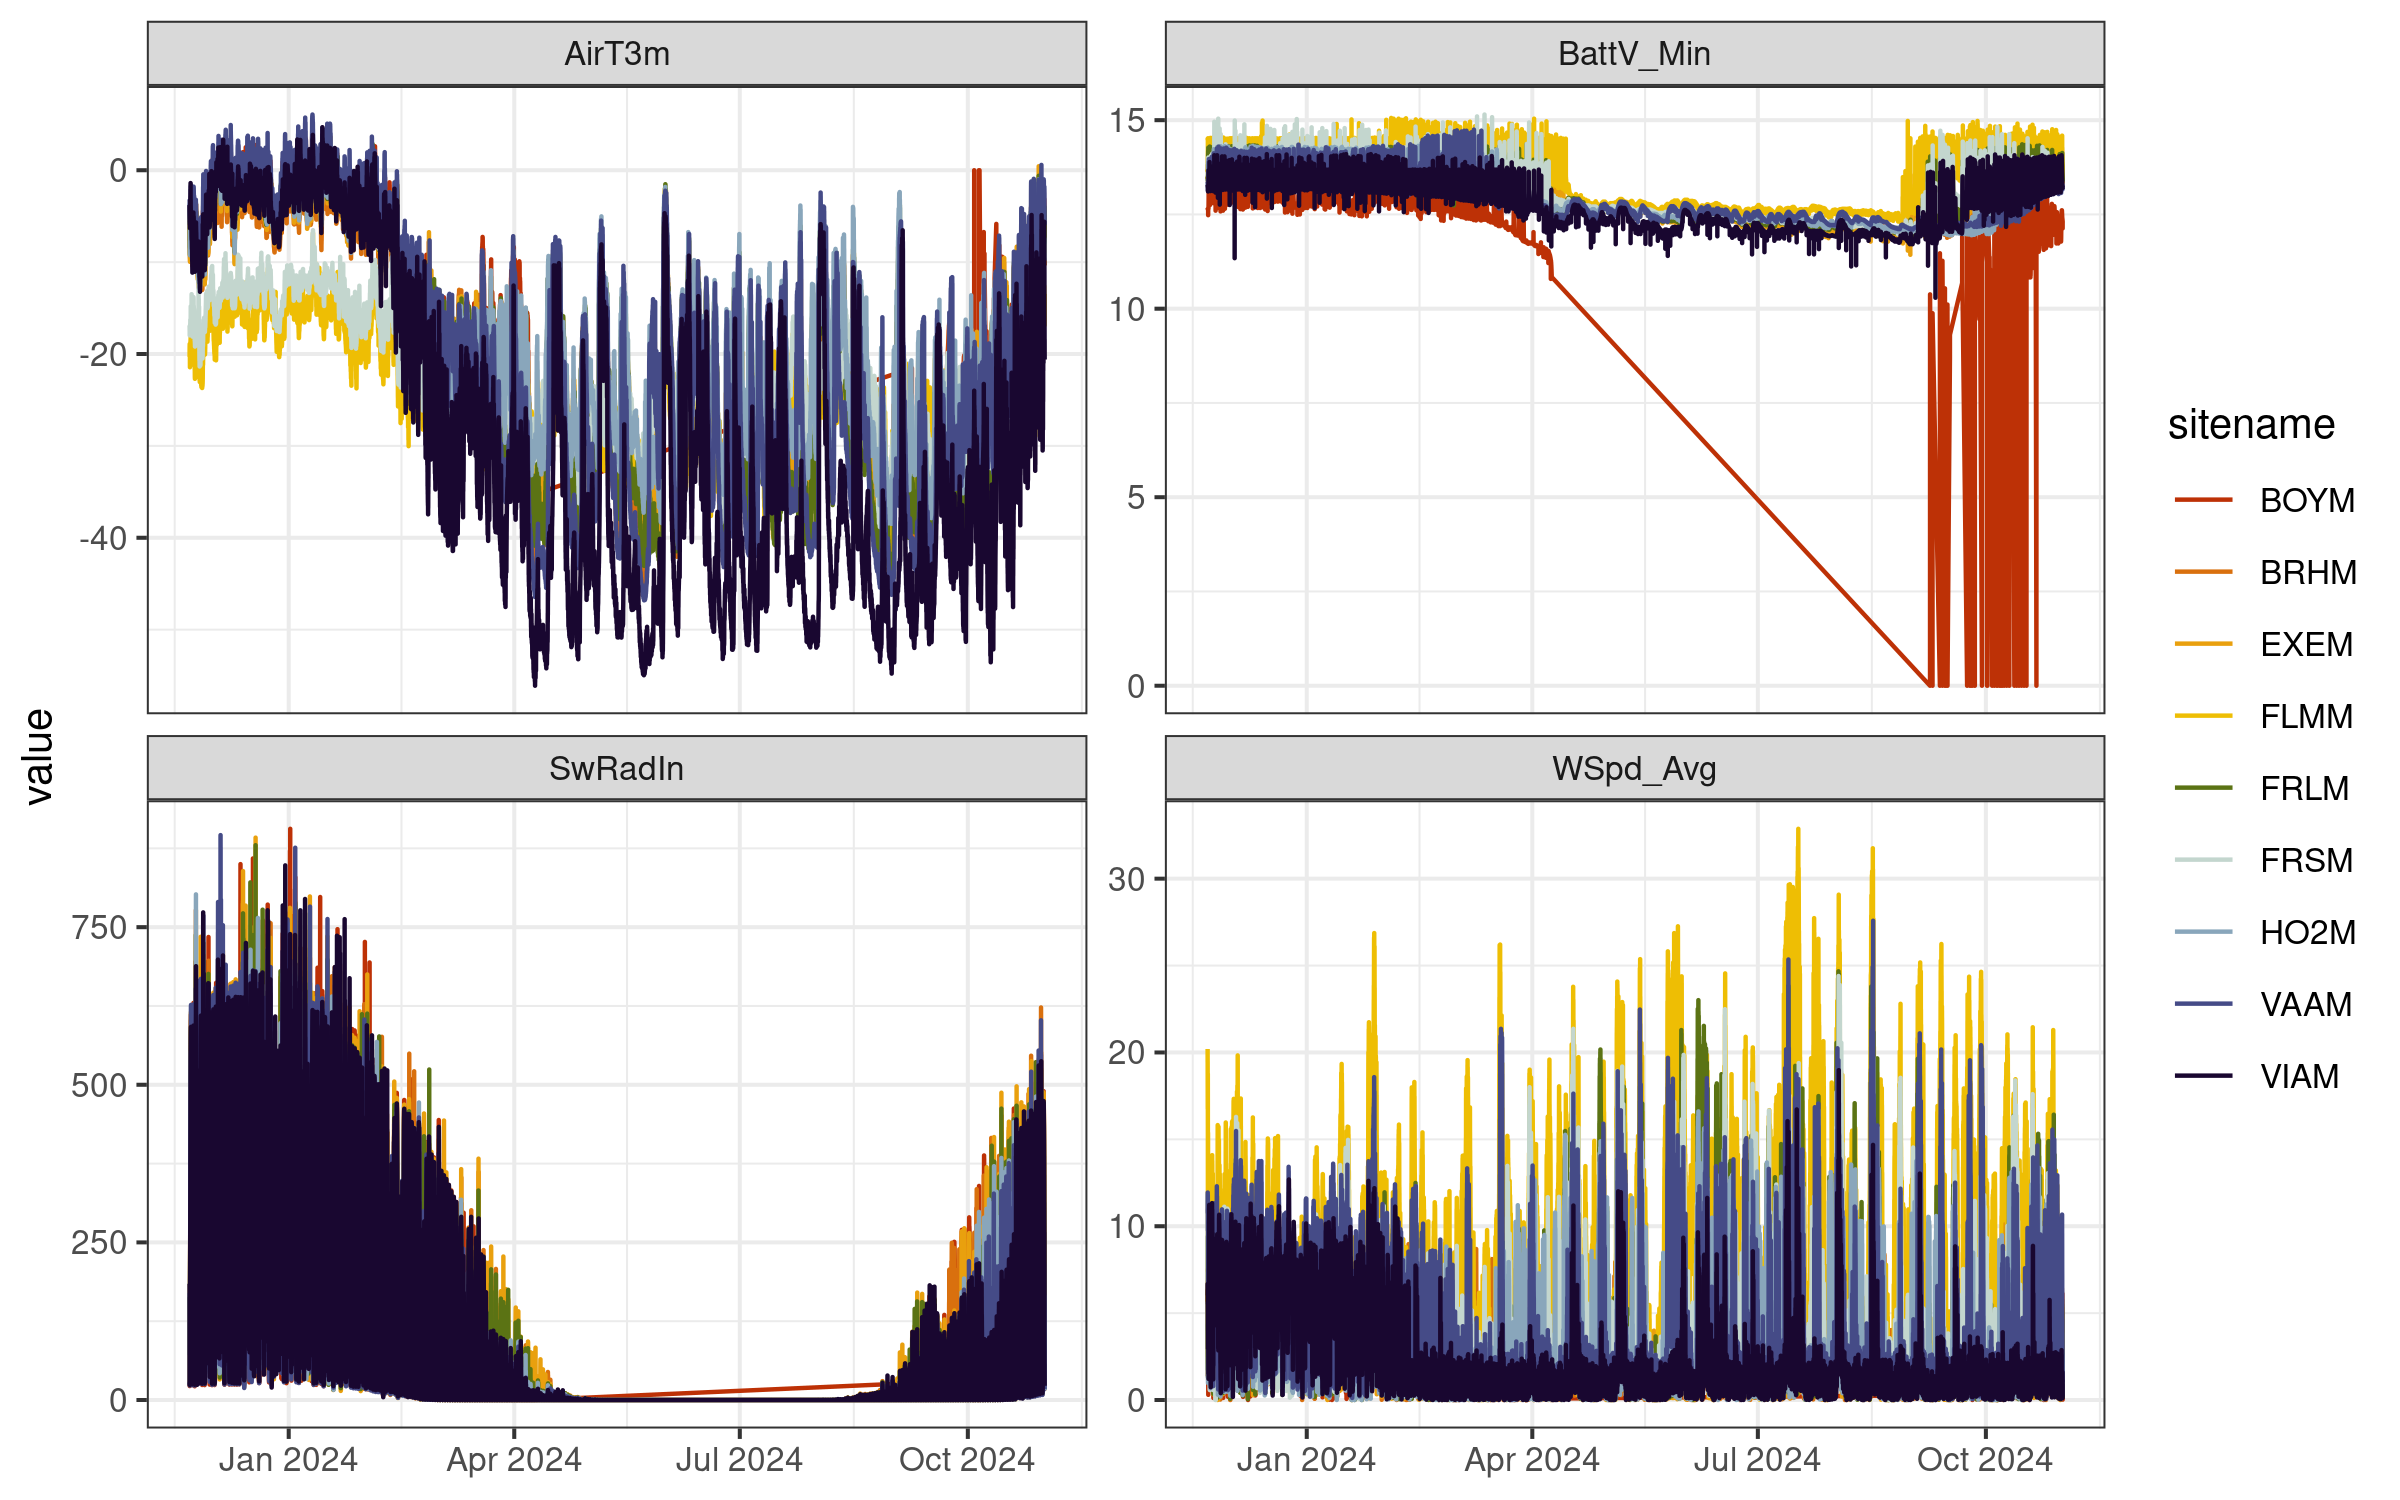 AirT3m
BattV_Min
0
-20
-40
15
10
5
0
value
SwRadIn
WSpd_Avg
750
500
250
0
30
20
10
0
Jan 2024
Apr 2024
Jul 2024
Oct 2024
Jan 2024
Apr 2024
Jul 2024
Oct 2024
sitename
BOYM
BRHM
EXEM
FLMM
FRLM
FRSM
HO2M
VAAM
VIAM